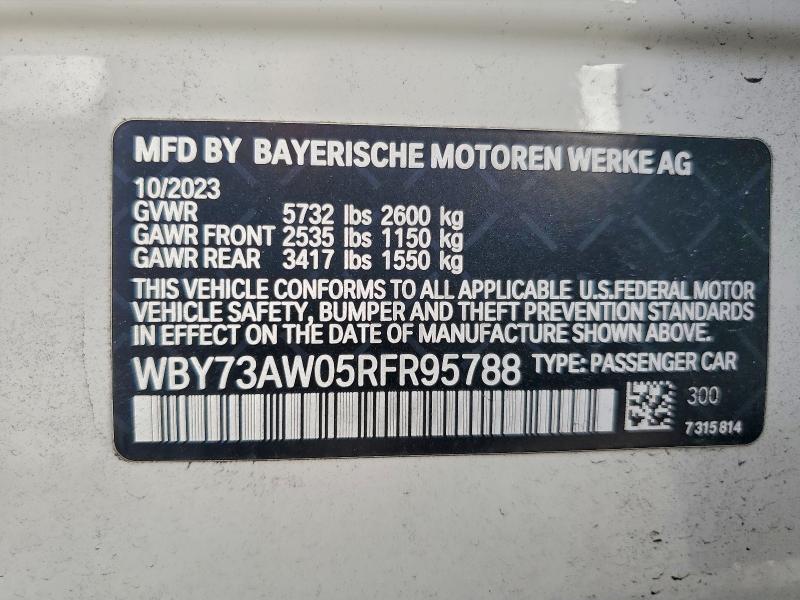 MFD BY BAYERISCHE MOTOREN WERKE AG
10/2023
GVWR 5732 lbs 2600 kg
GAWR FRONT 2535 lbs 1150 kg
GAWR REAR 3417 lbs 1550 kg
THIS VEHICLE CONFORMS TO ALL APPLICABLE U.S.FEDERAL MOTOR
VEHICLE SAFETY, BUMPER AND THEFT PREVENTION STANDARDS
IN EFFECT ON THE DATE OF MANUFACTURE SHOWN ABOVE.
WBY73AW05RFR95788 TYPE: PASSENGER CAR
300
7315814